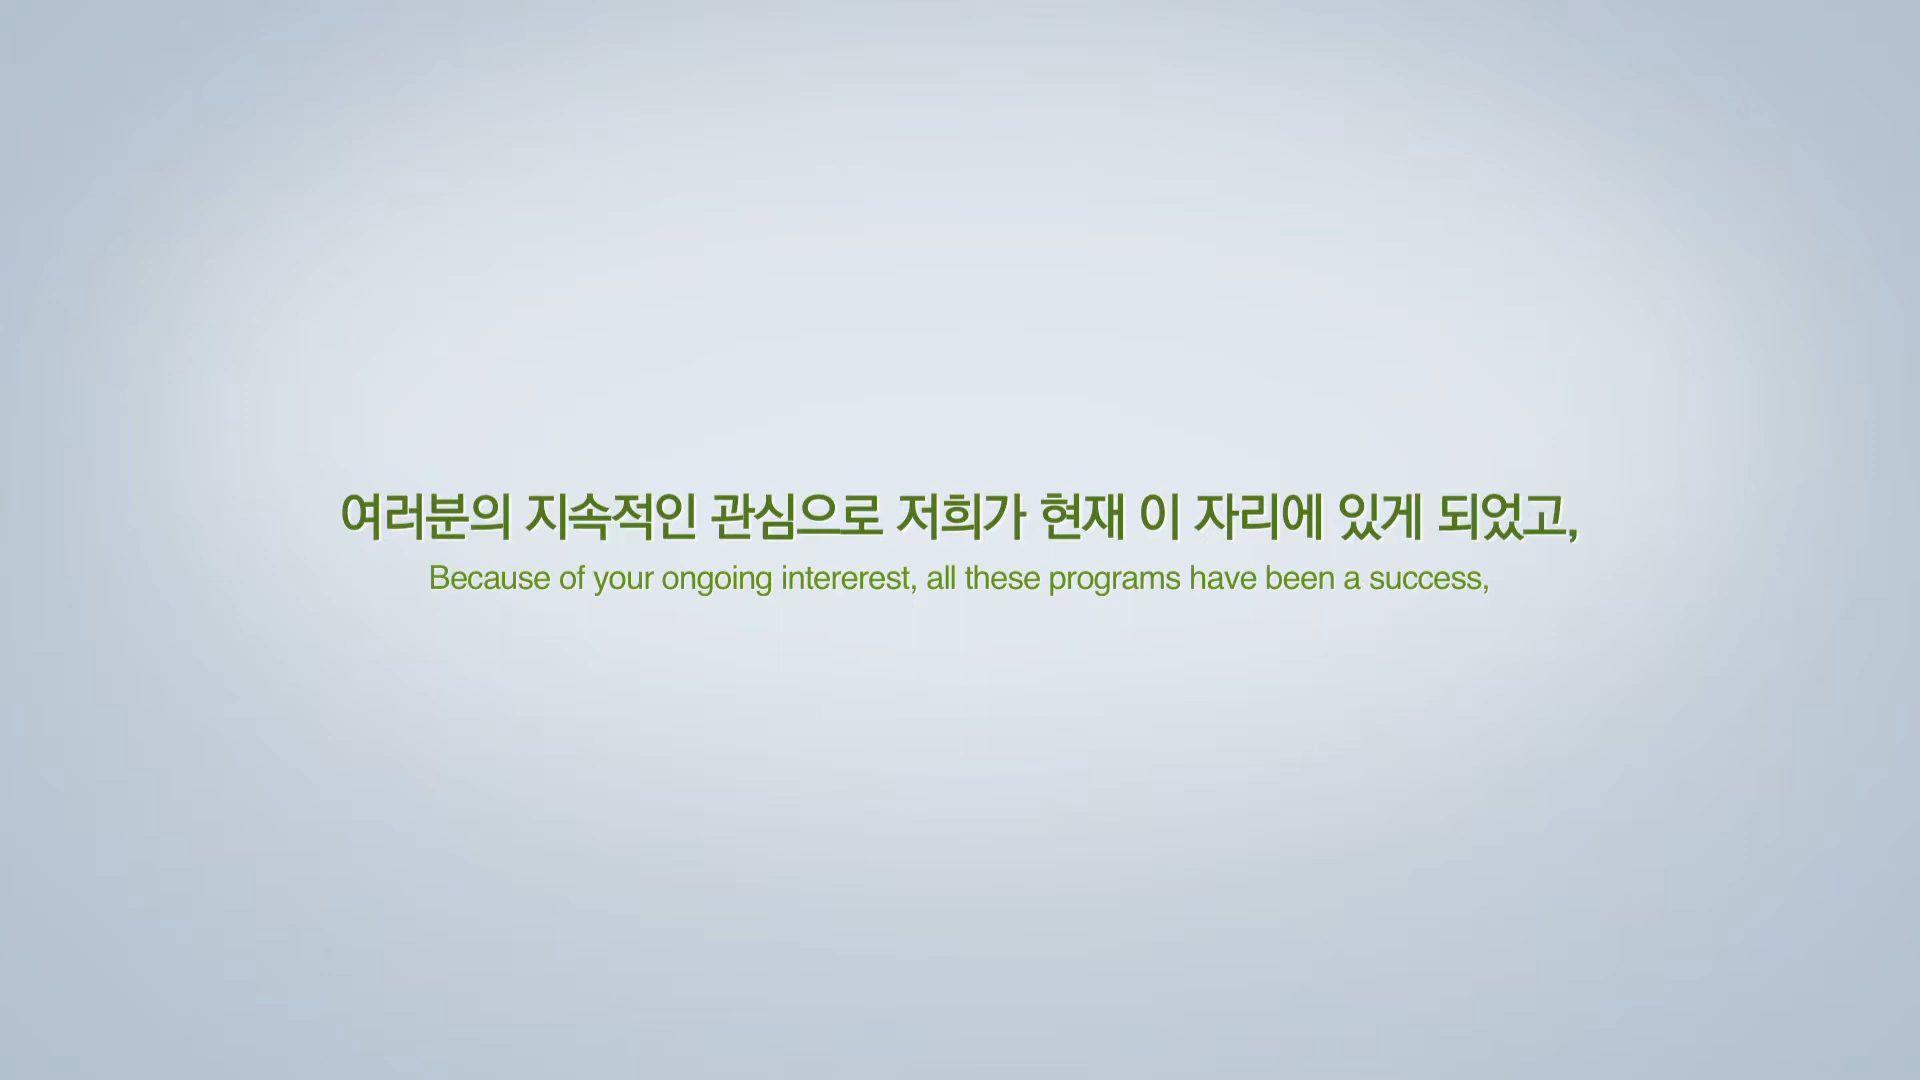 여러분의 지속적인 관심으로 저희가 현재 이 자리에 있게 되었고,
Because of your ongoing intererest, all these programs have been a success,